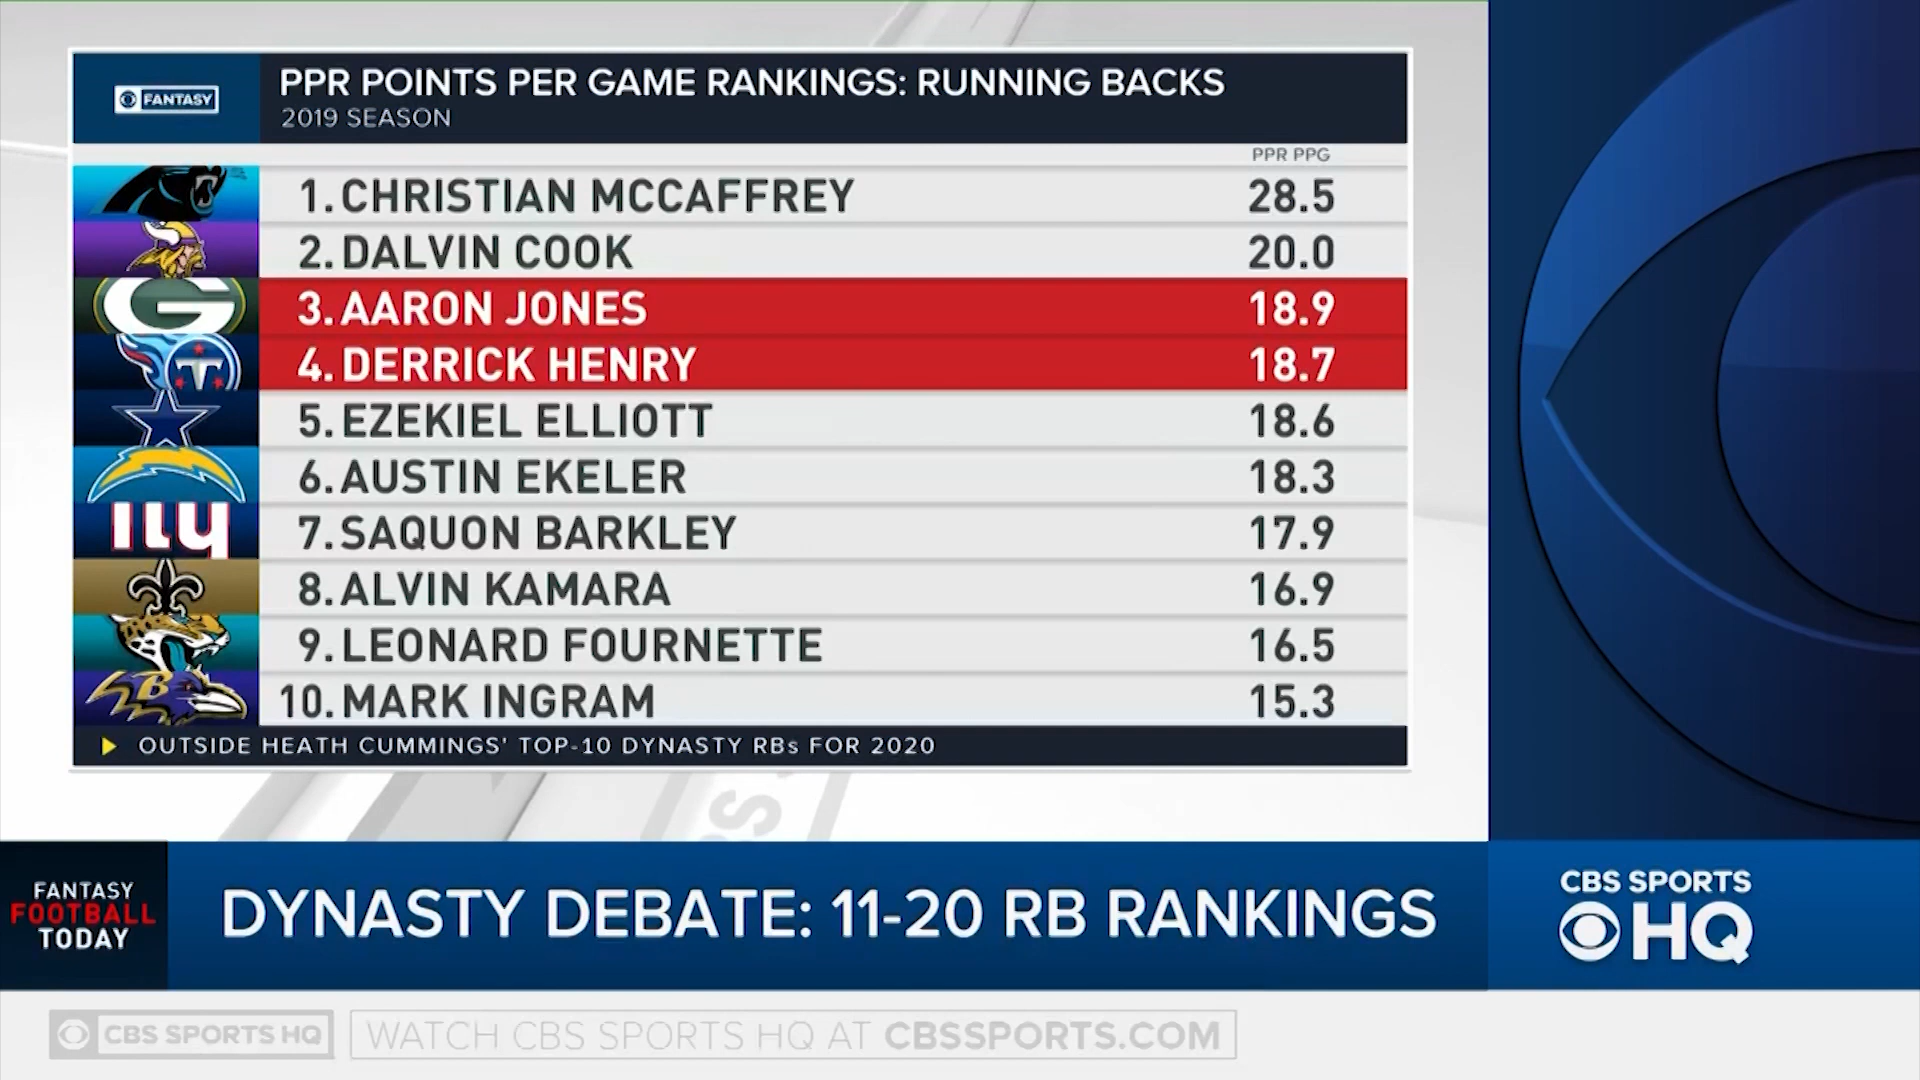 FANTASY
PPR POINTS PER GAME RANKINGS: RUNNING BACKS
2019 SEASON
PPR PPG
1. CHRISTIAN MCCAFFREY 28.5
2. DALVIN COOK 20.0
3. AARON JONES 18.9
4. DERRICK HENRY 18.7
5. EZEKIEL ELLIOTT 18.6
6. AUSTIN EKELER 18.3
7. SAQUON BARKLEY 17.9
8. ALVIN KAMARA 16.9
9. LEONARD FOURNETTE 16.5
10. MARK INGRAM 15.3
OUTSIDE HEATH CUMMINGS' TOP-10 DYNASTY RBs FOR 2020
FANTASY
FOOTBALL
TODAY
DYNASTY DEBATE: 11-20 RB RANKINGS
CBS SPORTS
HQ
CBS SPORTS HQ
WATCH CBS SPORTS HQ AT CBSSPORTS.COM